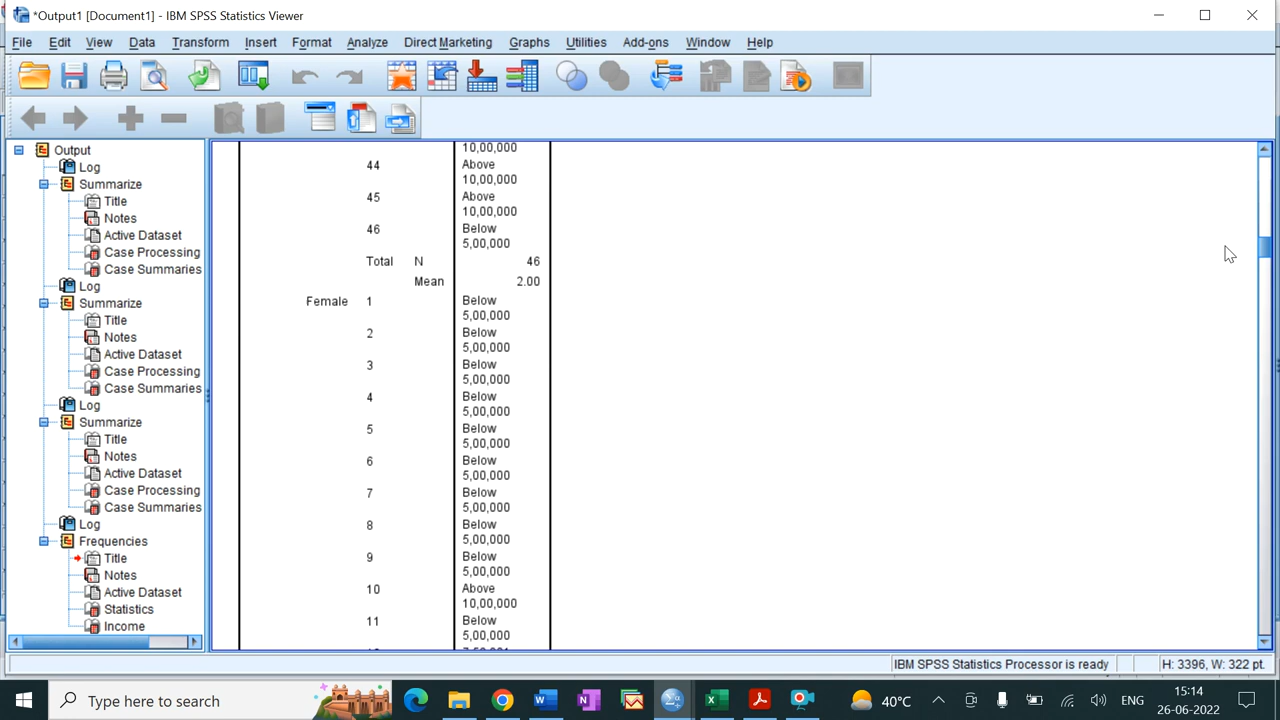 *Output1 [Document1] - IBM SPSS Statistics Viewer
File Edit View Data Transform Insert Format Analyze Direct Marketing Graphs Utilities Add-ons Window Help
Output
Log
Summarize
Title
Notes
Active Dataset
Case Processing
Case Summaries
Log
Summarize
Title
Notes
Active Dataset
Case Processing
Case Summaries
Log
Summarize
Title
Notes
Active Dataset
Case Processing
Case Summaries
Log
Frequencies
Title
Notes
Active Dataset
Statistics
Income
10,00,000
44 Above
10,00,000
45 Above
10,00,000
46 Below
5,00,000
Total N 46
Mean 2.00
Female 1 Below
5,00,000
2 Below
5,00,000
3 Below
5,00,000
4 Below
5,00,000
5 Below
5,00,000
6 Below
5,00,000
7 Below
5,00,000
8 Below
5,00,000
9 Below
5,00,000
10 Above
10,00,000
11 Below
5,00,000
IBM SPSS Statistics Processor is ready H: 3396, W: 322 pt.
Type here to search 40°C ENG 15:14
26-06-2022